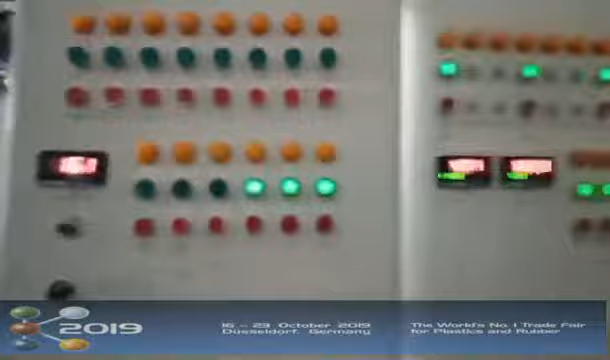 2019
16 - 23 October 2019
Düsseldorf, Germany
The World's No. 1 Trade Fair
for Plastics and Rubber